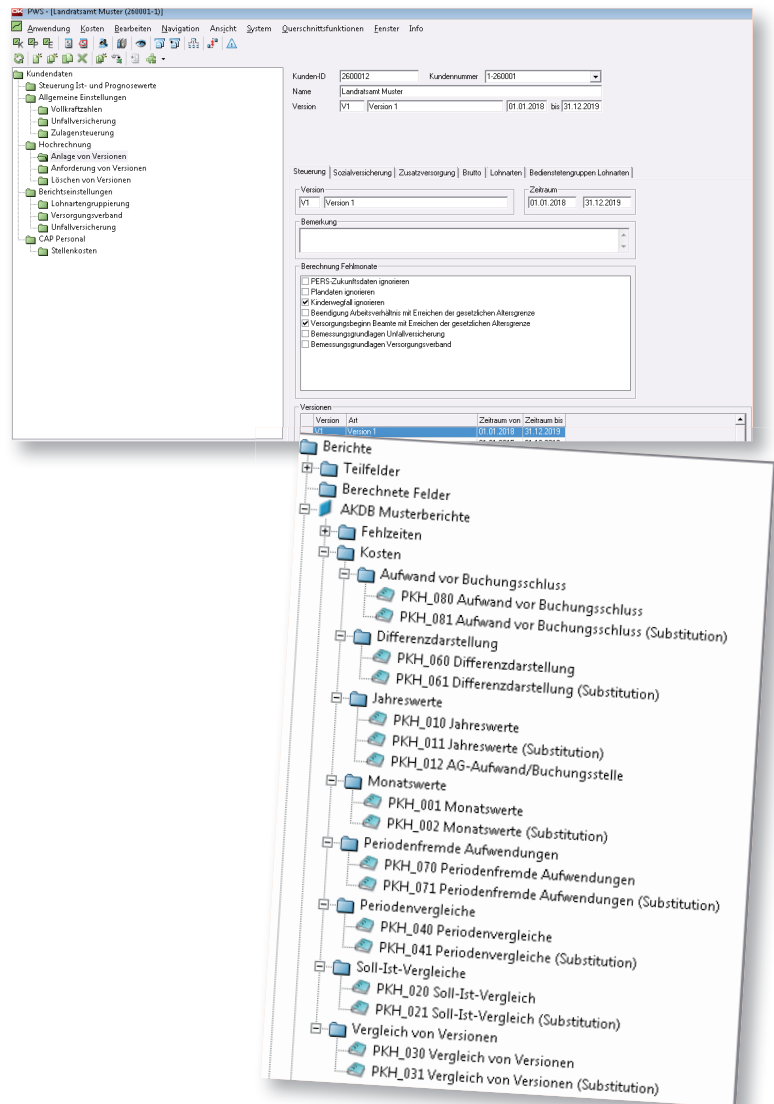 PWS - [Landratsamt Muster (260001-1)]
Anwendung Kosten Bearbeiten Navigation Ansicht System Querschnittsfunktionen Fenster Info
Kundendaten
Steuerung Ist- und Prognosewerte
Allgemeine Einstellungen
Vollkraftzahlen
Unfallversicherung
Zulagensteuerung
Hochrechnung
Anlage von Versionen
Anforderung von Versionen
Löschen von Versionen
Berichtseinstellungen
Lohnartengruppierung
Versorgungsverband
Unfallversicherung
CAP Personal
Stellenkosten
Kunden-ID 2600012 Kundennummer 1-260001
Name Landratsamt Muster
Version V1 Version 1 01.01.2018 bis 31.12.2019
Steuerung Sozialversicherung Zusatzversorgung Brutto Lohnarten Bedienstetengruppen Lohnarten
Version Zeitraum
V1 Version 1 01.01.2018 31.12.2019
Bemerkung
Berechnung Fehlmonate
PERS-Zukunftsdaten ignorieren
Plandaten ignorieren
Kinderwegfall ignorieren
Beendigung Arbeitsverhältnis mit Erreichen der gesetzlichen Altersgrenze
Versorgungsbeginn Beamte mit Erreichen der gesetzlichen Altersgrenze
Bemessungsgrundlagen Unfallversicherung
Bemessungsgrundlagen Versorgungsverband
Versionen
Version Art Zeitraum von Zeitraum bis
V1 Version 1 01.01.2018 31.12.2019
Berichte
Teilfelder
Berechnete Felder
AKDB Musterberichte
Fehlzeiten
Kosten
Aufwand vor Buchungsschluss
PKH_080 Aufwand vor Buchungsschluss
PKH_081 Aufwand vor Buchungsschluss (Substitution)
Differenzdarstellung
PKH_060 Differenzdarstellung
PKH_061 Differenzdarstellung (Substitution)
Jahreswerte
PKH_010 Jahreswerte
PKH_011 Jahreswerte (Substitution)
PKH_012 AG-Aufwand/Buchungsstelle
Monatswerte
PKH_001 Monatswerte
PKH_002 Monatswerte (Substitution)
Periodenfremde Aufwendungen
PKH_070 Periodenfremde Aufwendungen
PKH_071 Periodenfremde Aufwendungen (Substitution)
Periodenvergleiche
PKH_040 Periodenvergleiche
PKH_041 Periodenvergleiche (Substitution)
Soll-Ist-Vergleiche
PKH_020 Soll-Ist-Vergleich
PKH_021 Soll-Ist-Vergleich (Substitution)
Vergleich von Versionen
PKH_030 Vergleich von Versionen
PKH_031 Vergleich von Versionen (Substitution)